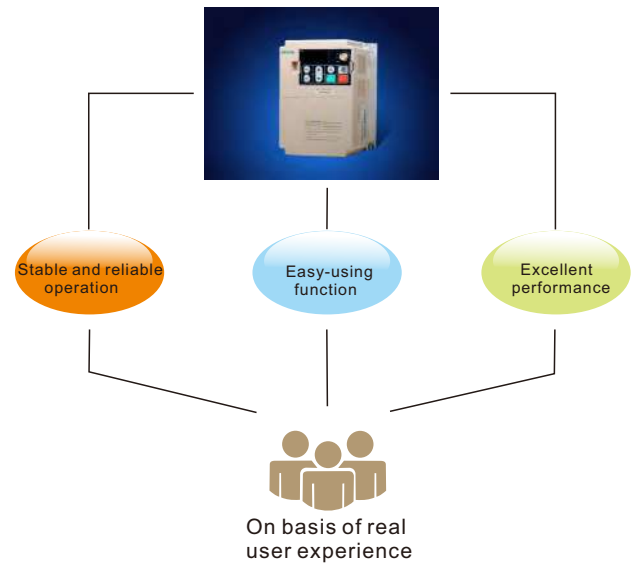 Stable and reliable
operation
Easy-using
function
Excellent
performance
On basis of real
user experience